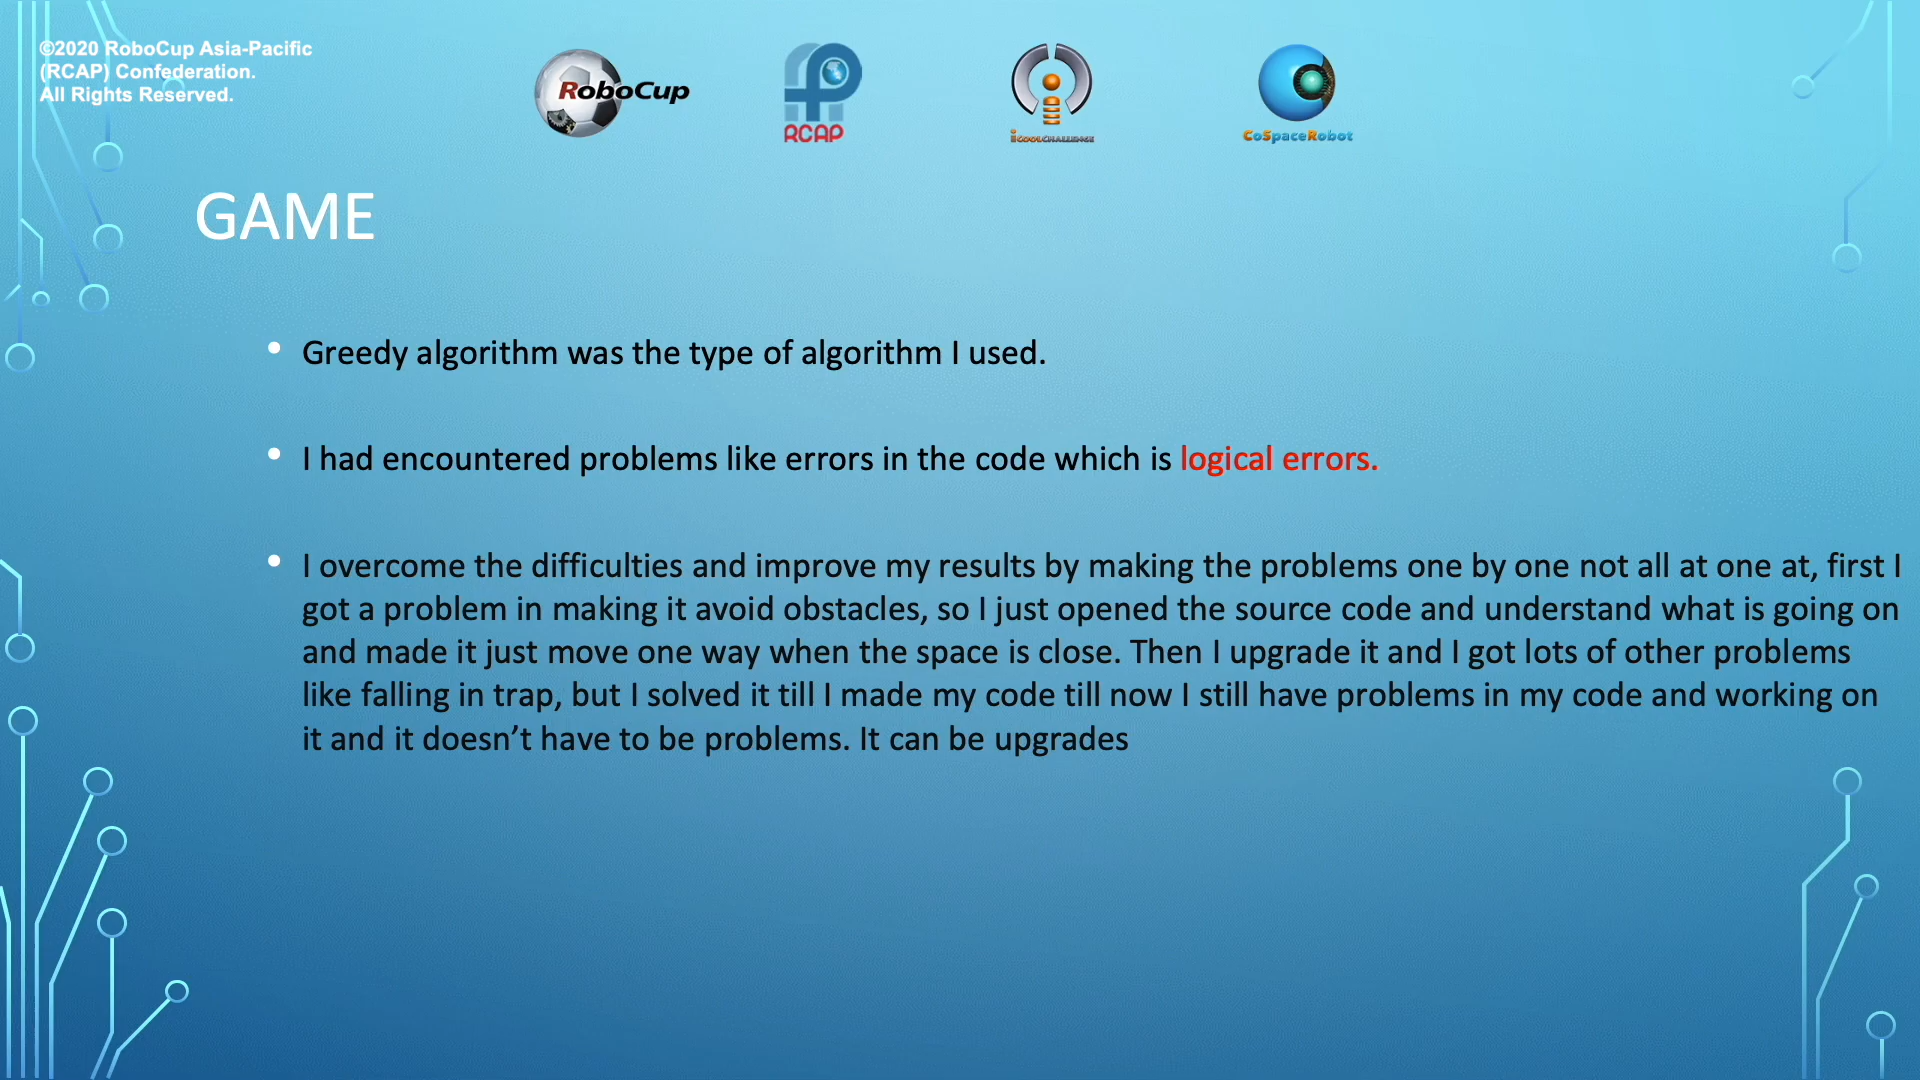 ©2020 RoboCup Asia-Pacific
(RCAP) Confederation.
All Rights Reserved.
RoboCup
RCAP
iCOOLCHALLENGE
CoSpaceRobot
GAME
• Greedy algorithm was the type of algorithm I used.
• I had encountered problems like errors in the code which is logical errors.
• I overcome the difficulties and improve my results by making the problems one by one not all at one at, first I
got a problem in making it avoid obstacles, so I just opened the source code and understand what is going on
and made it just move one way when the space is close. Then I upgrade it and I got lots of other problems
like falling in trap, but I solved it till I made my code till now I still have problems in my code and working on
it and it doesn’t have to be problems. It can be upgrades